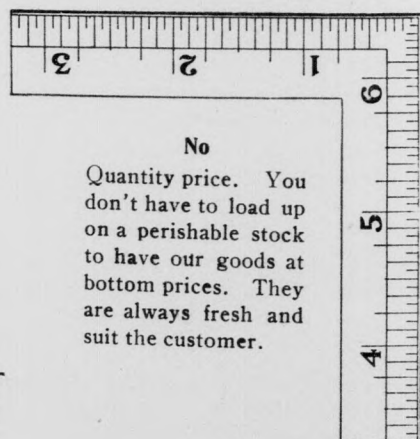 3 2 1
6
5
4
No
Quantity price. You
don't have to load up
on a perishable stock
to have our goods at
bottom prices. They
are always fresh and
suit the customer.